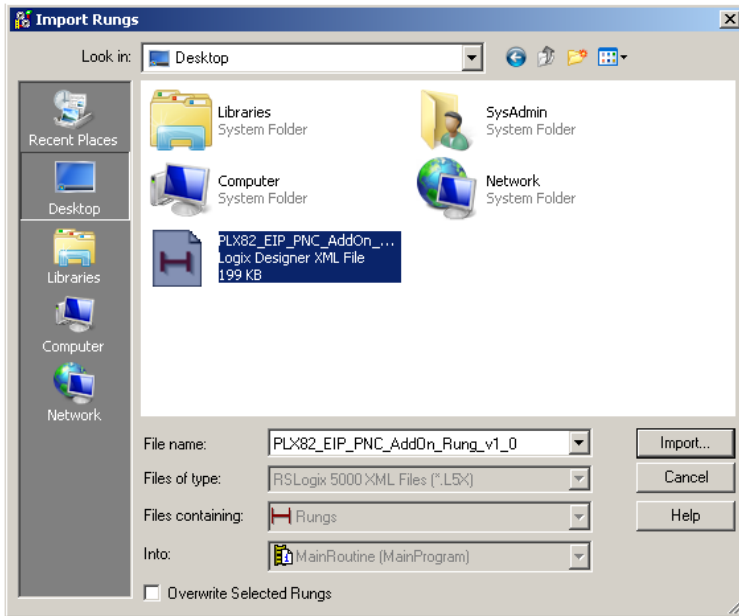 Import Rungs
Look in: Desktop
Recent Places
Desktop
Libraries
Computer
Network
Libraries
System Folder
SysAdmin
System Folder
Computer
System Folder
Network
System Folder
PLX82_EIP_PNC_AddOn_...
Logix Designer XML File
199 KB
File name: PLX82_EIP_PNC_AddOn_Rung_v1_0 Import...
Files of type: RSLogix 5000 XML Files (*.L5X) Cancel
Files containing: Rungs Help
Into: MainRoutine (MainProgram)
Overwrite Selected Rungs